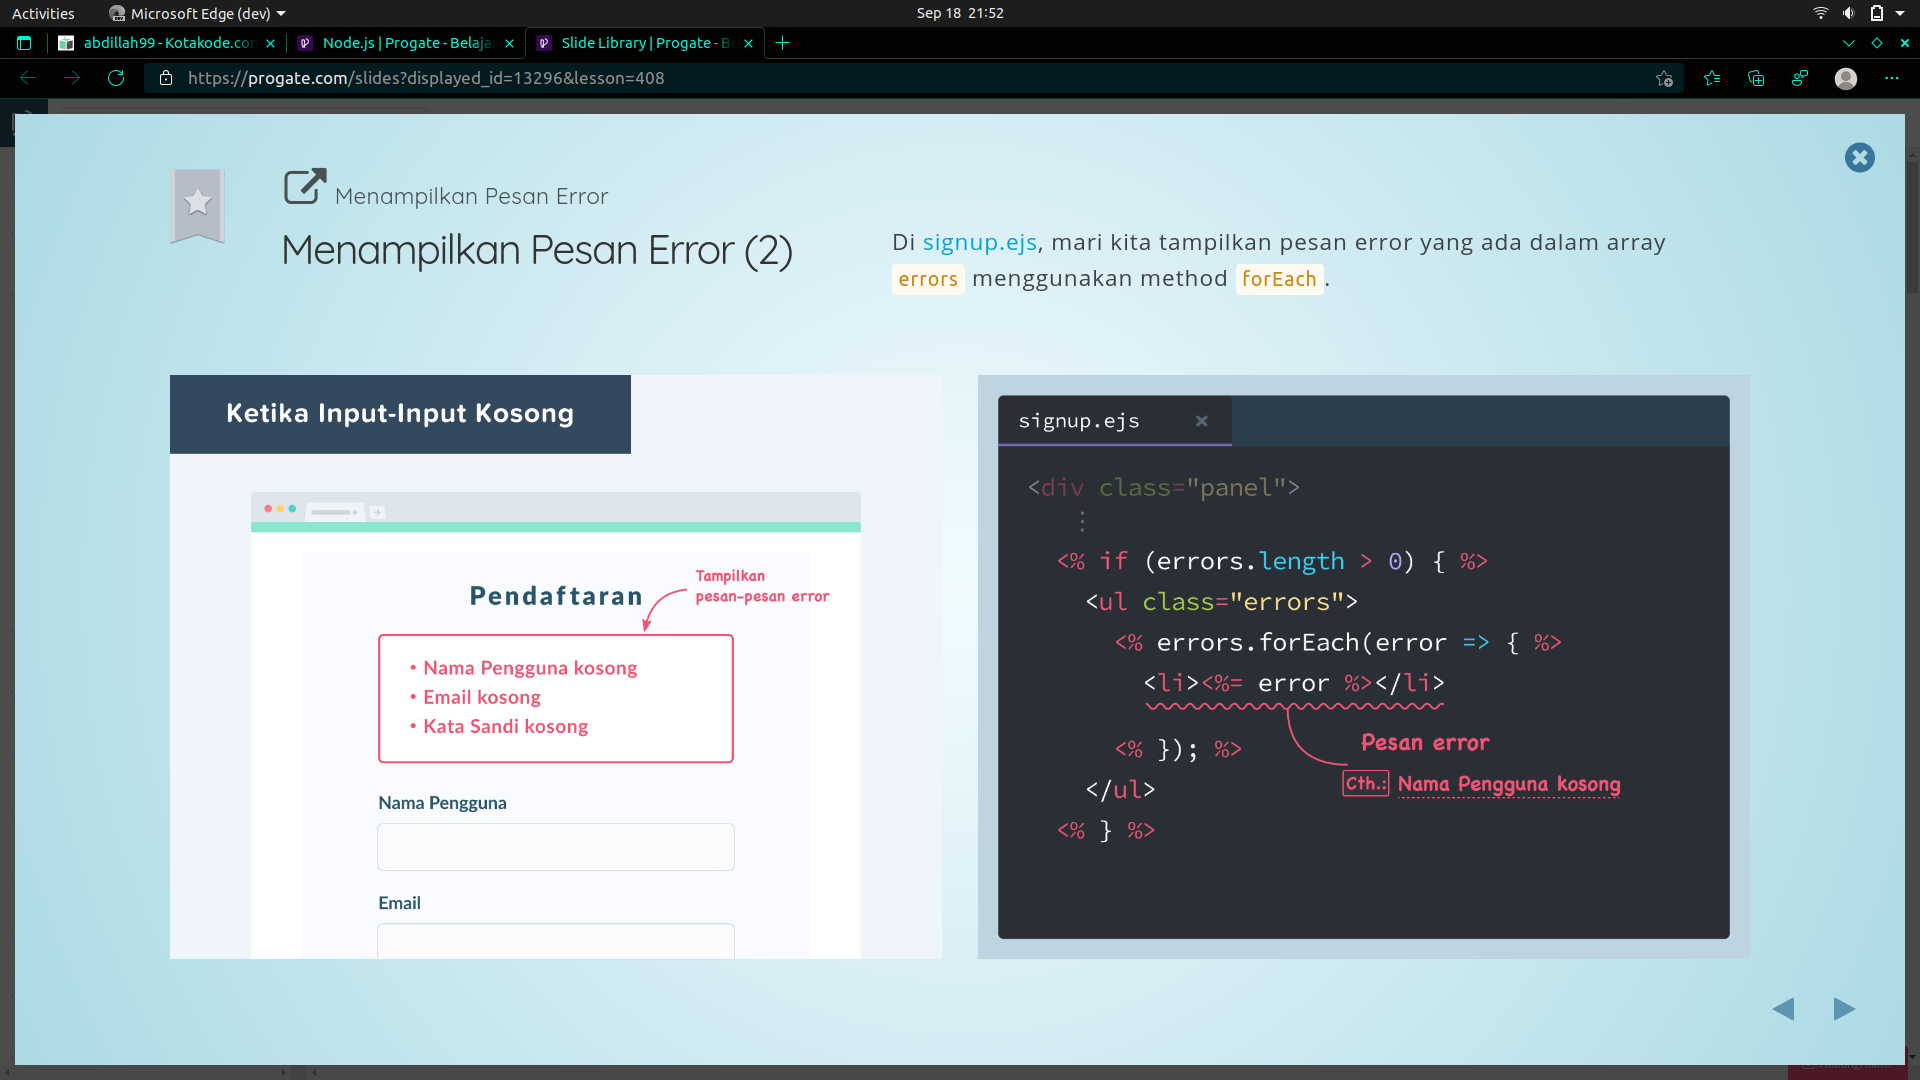 Activities
Microsoft Edge (dev)
Sep 18 21:52
abdillah99 - Kotakode.com
Node.js | Progate - Belaja
Slide Library | Progate - B
https://progate.com/slides?displayed_id=13296&lesson=408
Menampilkan Pesan Error
Menampilkan Pesan Error (2)
Di signup.ejs, mari kita tampilkan pesan error yang ada dalam array
errors menggunakan method forEach.
Ketika Input-Input Kosong
Pendaftaran
Tampilkan
pesan-pesan error
• Nama Pengguna kosong
• Email kosong
• Kata Sandi kosong
Nama Pengguna
Email
signup.ejs
<div class="panel">
⋮
<% if (errors.length > 0) { %>
<ul class="errors">
<% errors.forEach(error => { %>
<li><%= error %></li>
<% }); %>
Pesan error
Cth.: Nama Pengguna kosong
</ul>
<% } %>